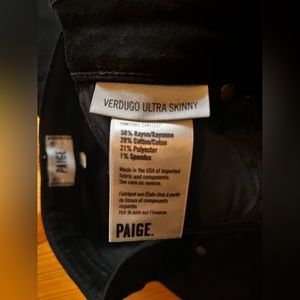 VERDUGO ULTRA SKINNY
50% Rayon/Rayonne
28% Cotton/Coton
21% Polyester
1% Spandex
Made in USA of imported
fabric and components.
See care on reverse.
Fabriqué aux États-Unis à partir
de tissus et composants
importés
Voir le soin sur l'envers.
PAIGE.
PAIGE